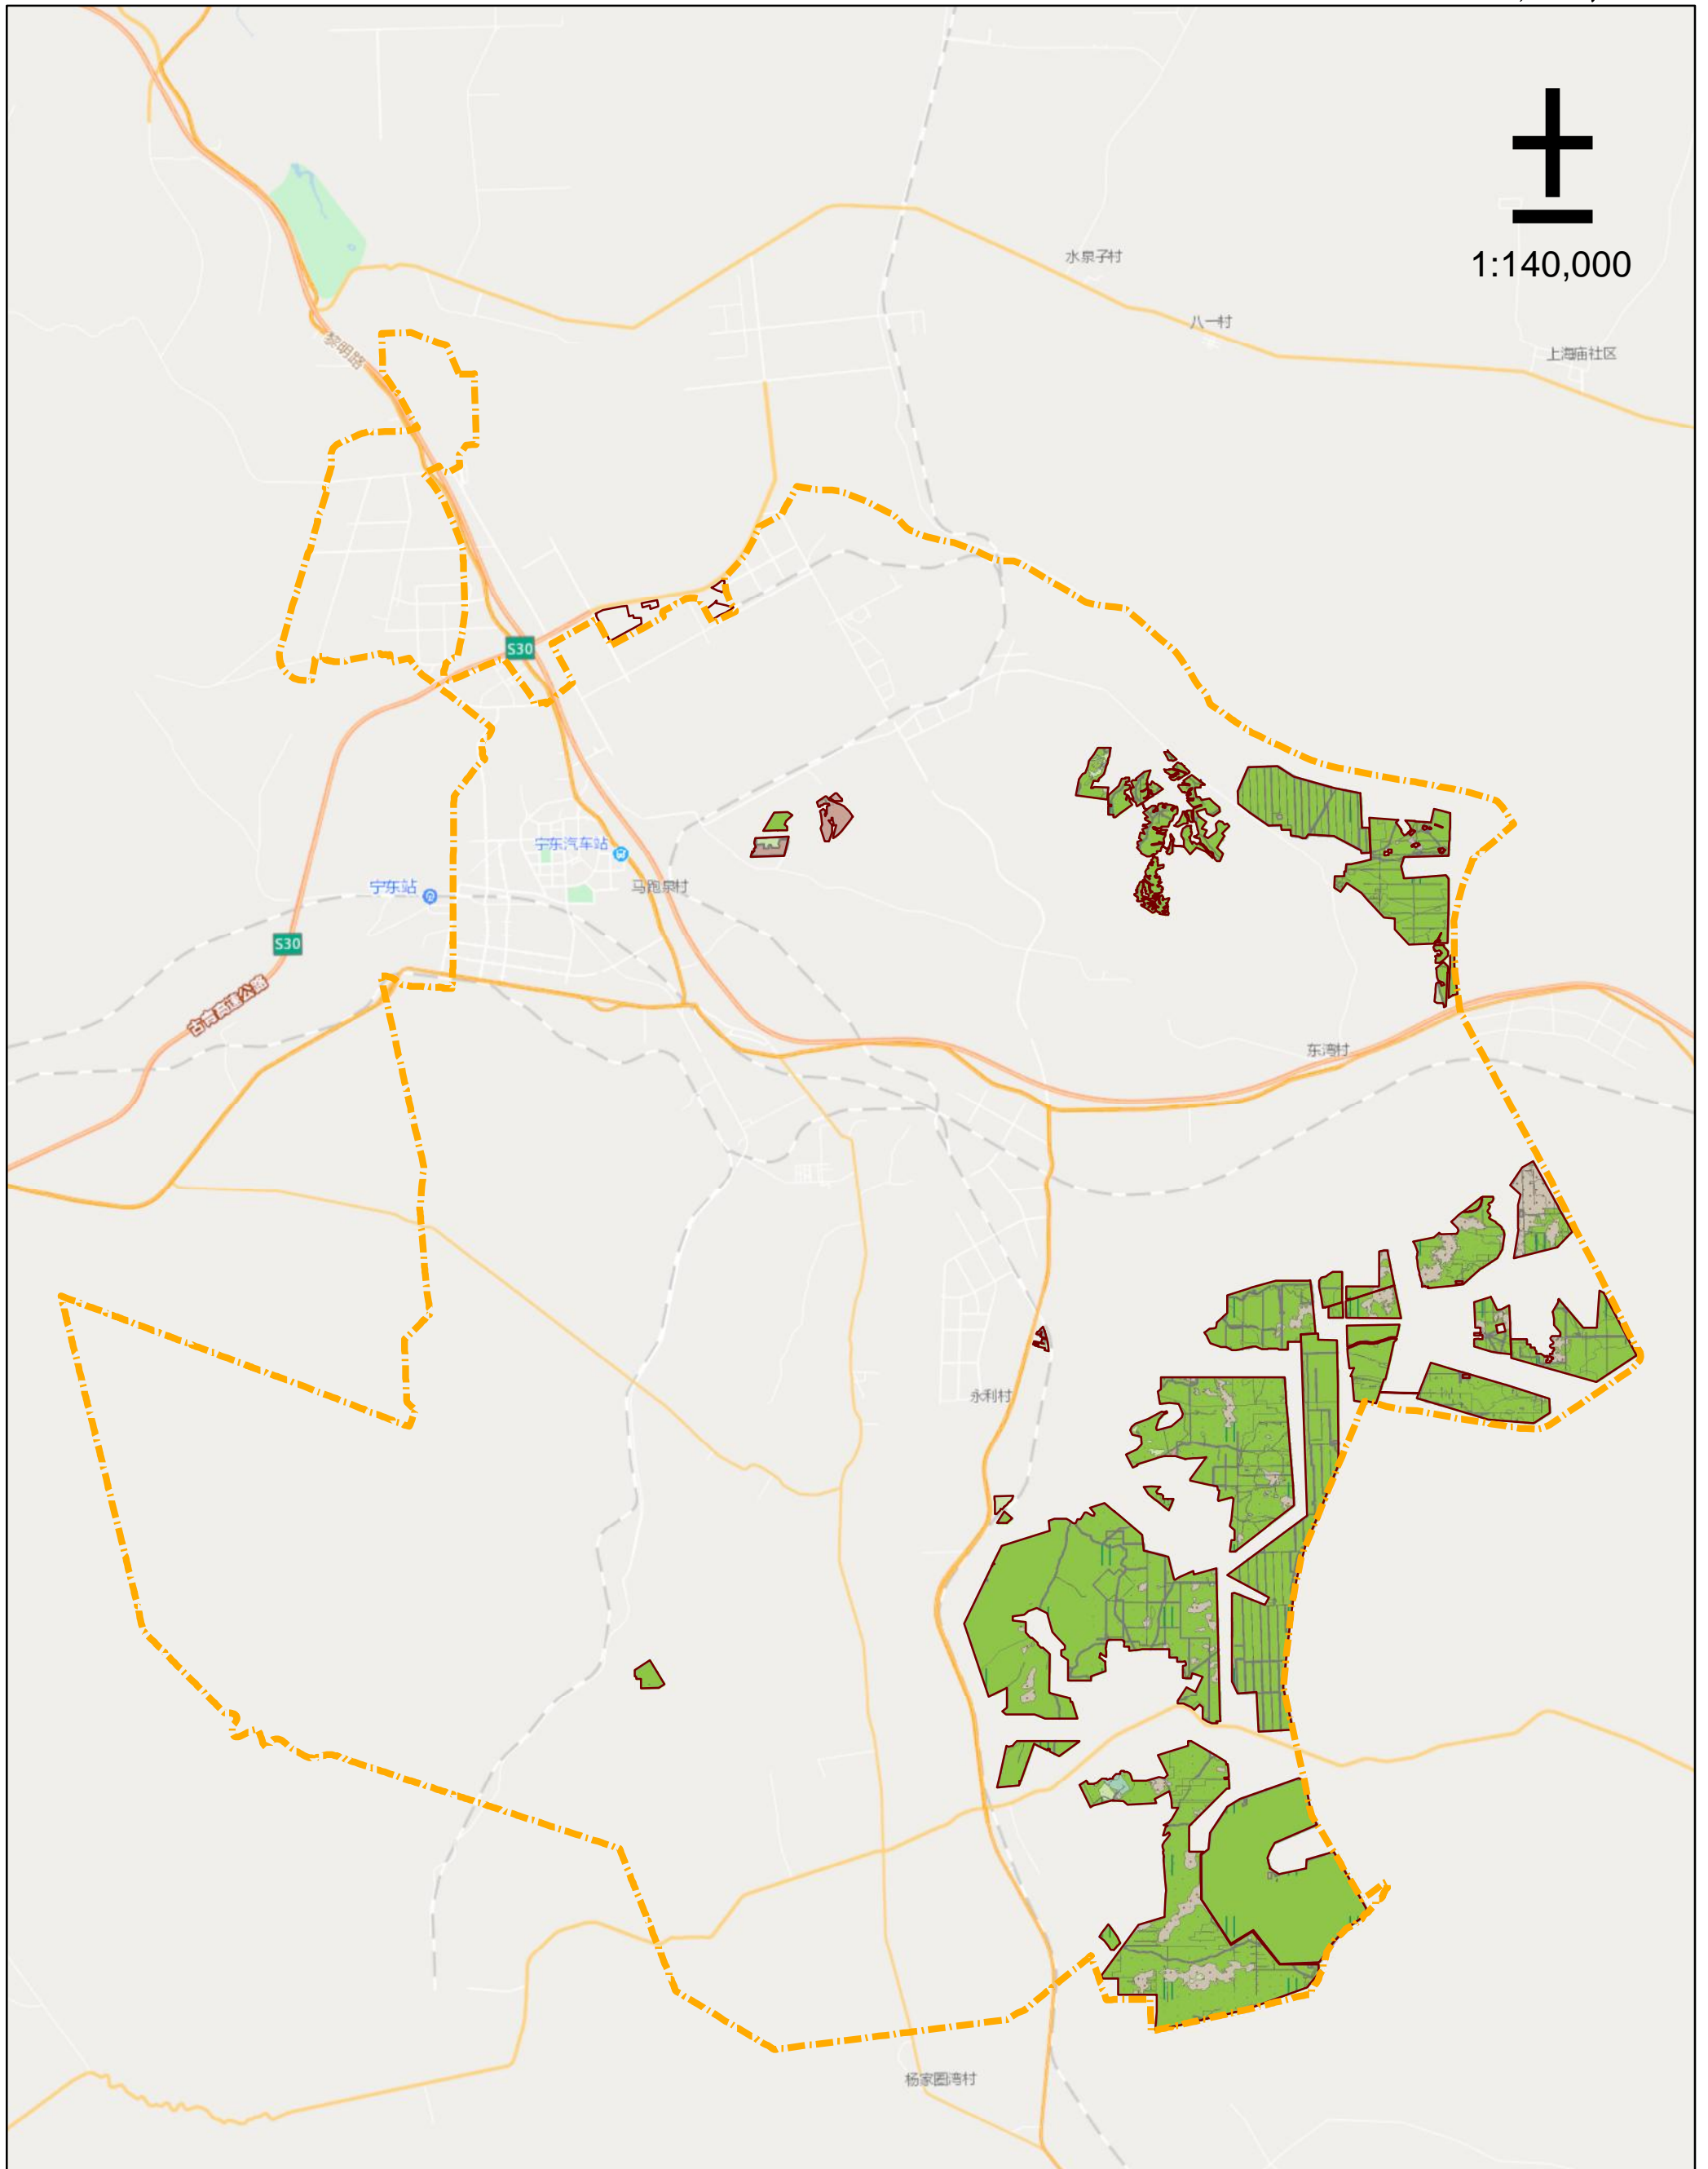 1:140,000
水泉子村
八一村
上海庙社区
黎明路
S30
宁东汽车站
马跑泉村
宁东站
S30
古青高速公路
东湾村
永利村
杨家圈湾村